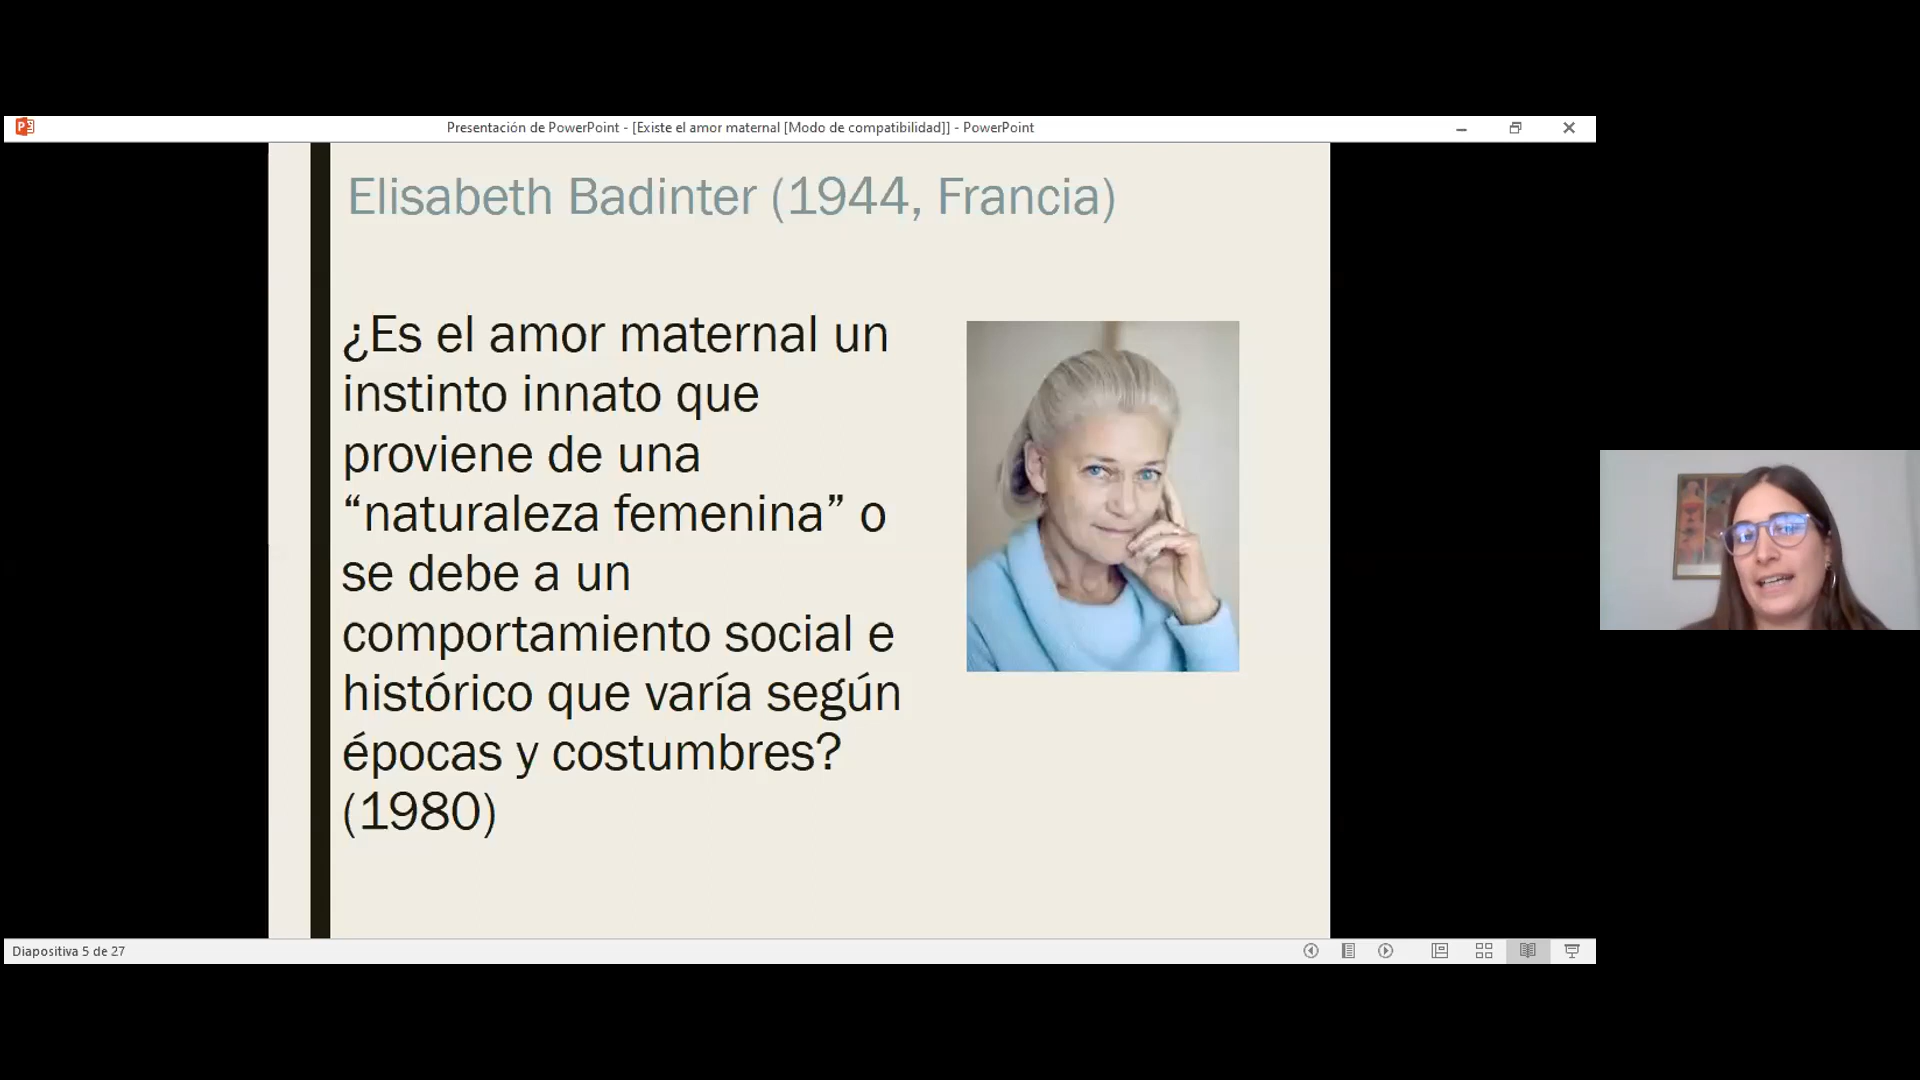 Presentación de PowerPoint - [Existe el amor maternal [Modo de compatibilidad]] - PowerPoint
Elisabeth Badinter (1944, Francia)
¿Es el amor maternal un
instinto innato que
proviene de una
“naturaleza femenina” o
se debe a un
comportamiento social e
histórico que varía según
épocas y costumbres?
(1980)
Diapositiva 5 de 27